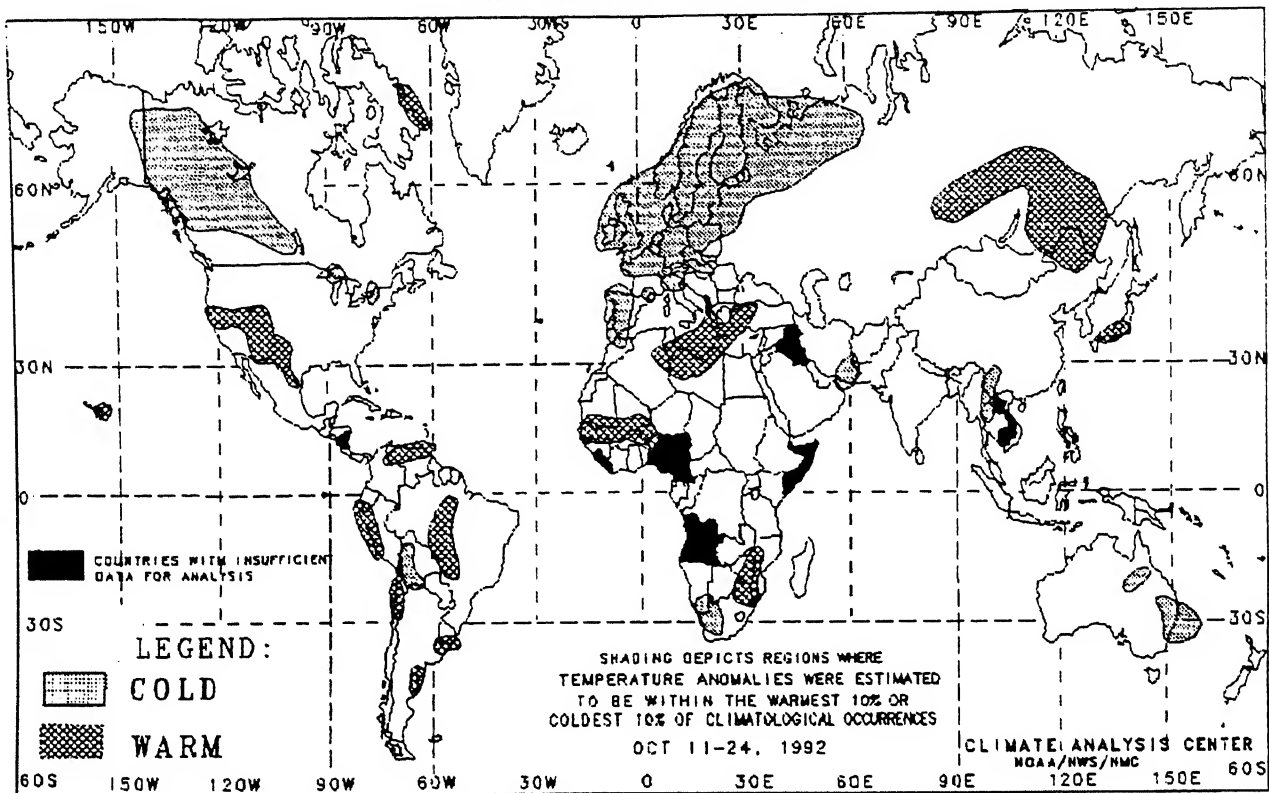 150W 120W 90W 60W 30WS 0 30E 60E 90E 120E 150E 60S
60N 60N
30N 30N
0 0
COUNTRIES WITH INSUFFICIENT
DATA FOR ANALYSIS
30S 30S
LEGEND:
COLD
WARM
SHADING DEPICTS REGIONS WHERE
TEMPERATURE ANOMALIES WERE ESTIMATED
TO BE WITHIN THE WARMEST 10% OR
COLDEST 10% OF CLIMATOLOGICAL OCCURRENCES
OCT 11-24, 1992
CLIMATE ANALYSIS CENTER
NOAA/NWS/NMC
60S 150W 120W 90W 60W 30W 0 30E 60E 90E 120E 150E 60S